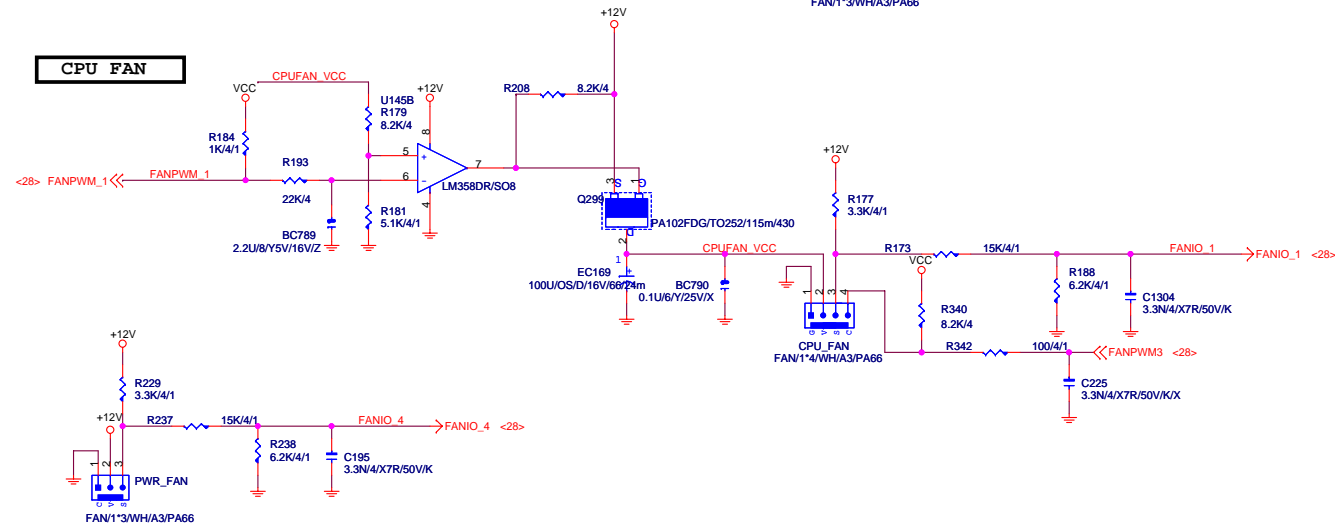 FAN/1*3/WH/A3/PA66
+12V
CPU FAN
CPUFAN_VCC
VCC
+12V
U145B
R179
8.2K/4
R208
8.2K/4
R184
1K/4/1
8
5
+
7
6
-
4
LM358DR/SO8
<28> FANPWM_1
FANPWM_1
R193
22K/4
R181
5.1K/4/1
BC789
2.2U/8/Y5V/16V/Z
3
S
G
1
Q299
D
2
PA102FDG/TO252/115m/430
CPUFAN_VCC
1
+
EC169
100U/OS/D/16V/66/24m
BC790
0.1U/6/Y/25V/X
+12V
R177
3.3K/4/1
R173
15K/4/1
FANIO_1
FANIO_1 <28>
VCC
R188
6.2K/4/1
C1304
3.3N/4/X7R/50V/K
1 2 3 4
G V S C
CPU_FAN
FAN/1*4/WH/A3/PA66
R340
8.2K/4
R342
100/4/1
FANPWM3 <28>
C225
3.3N/4/X7R/50V/K/X
+12V
R229
3.3K/4/1
+12V
R237
15K/4/1
FANIO_4
FANIO_4 <28>
R238
6.2K/4/1
C195
3.3N/4/X7R/50V/K
1 2 3
C V S
PWR_FAN
FAN/1*3/WH/A3/PA66